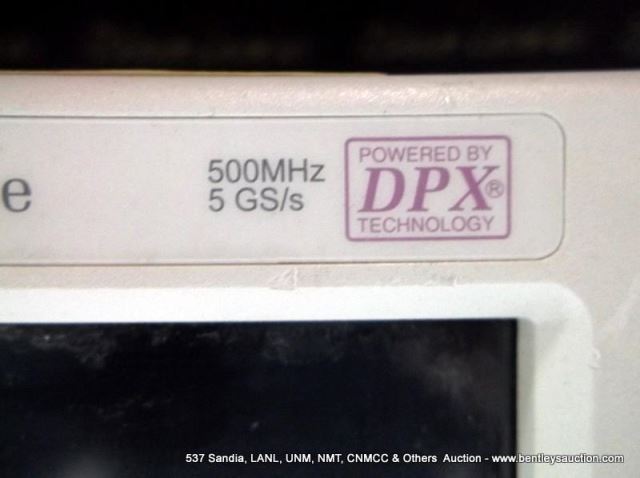 e
500MHz
5 GS/s
POWERED BY
DPX®
TECHNOLOGY
537 Sandia, LANL, UNM, NMT, CNMCC & Others Auction - www.bentleysauction.com